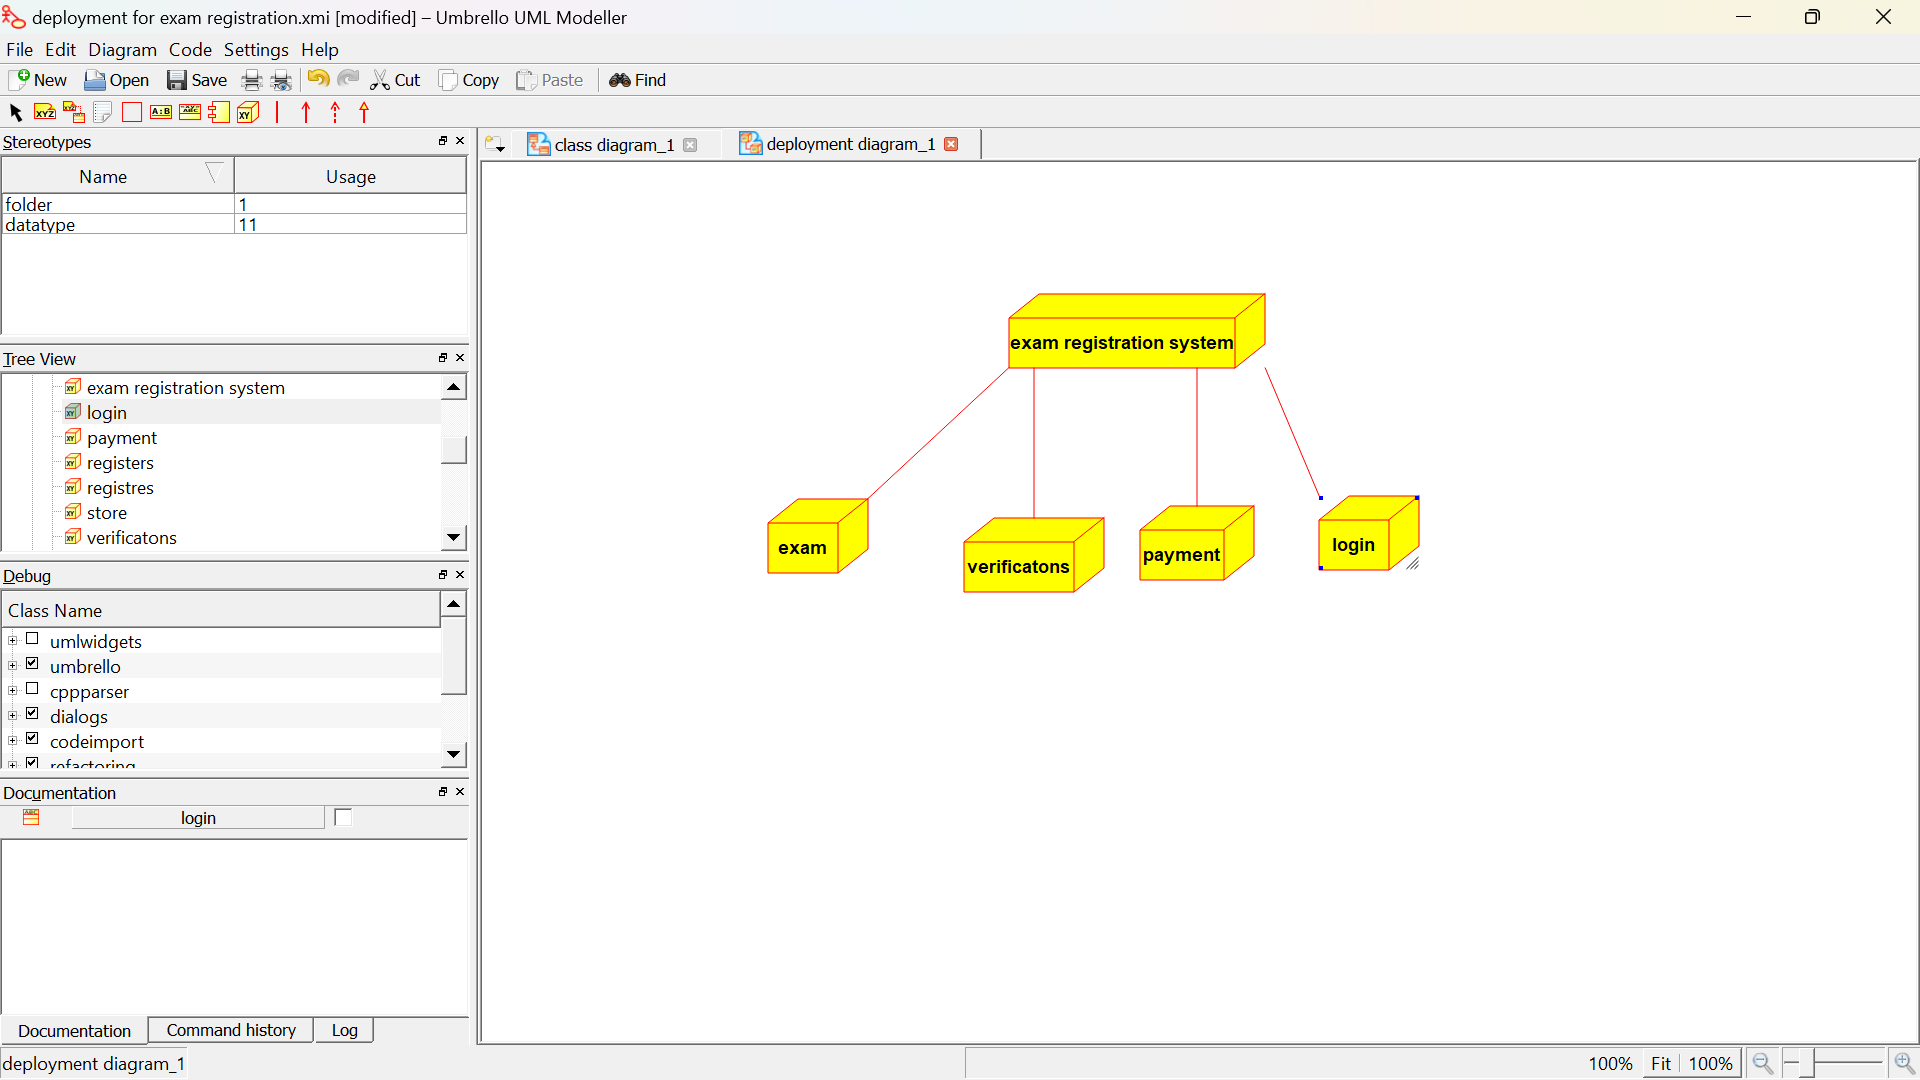 deployment for exam registration.xmi [modified] – Umbrello UML Modeller
File Edit Diagram Code Settings Help
New Open Save Cut Copy Paste Find
Stereotypes
Name Usage
folder 1
datatype 11
Tree View
exam registration system
login
payment
registers
registres
store
verificatons
Debug
Class Name
umlwidgets
umbrello
cppparser
dialogs
codeimport
refactoring
Documentation
login
Documentation Command history Log
class diagram_1 deployment diagram_1
exam registration system
exam
verificatons
payment
login
deployment diagram_1
100% Fit 100%